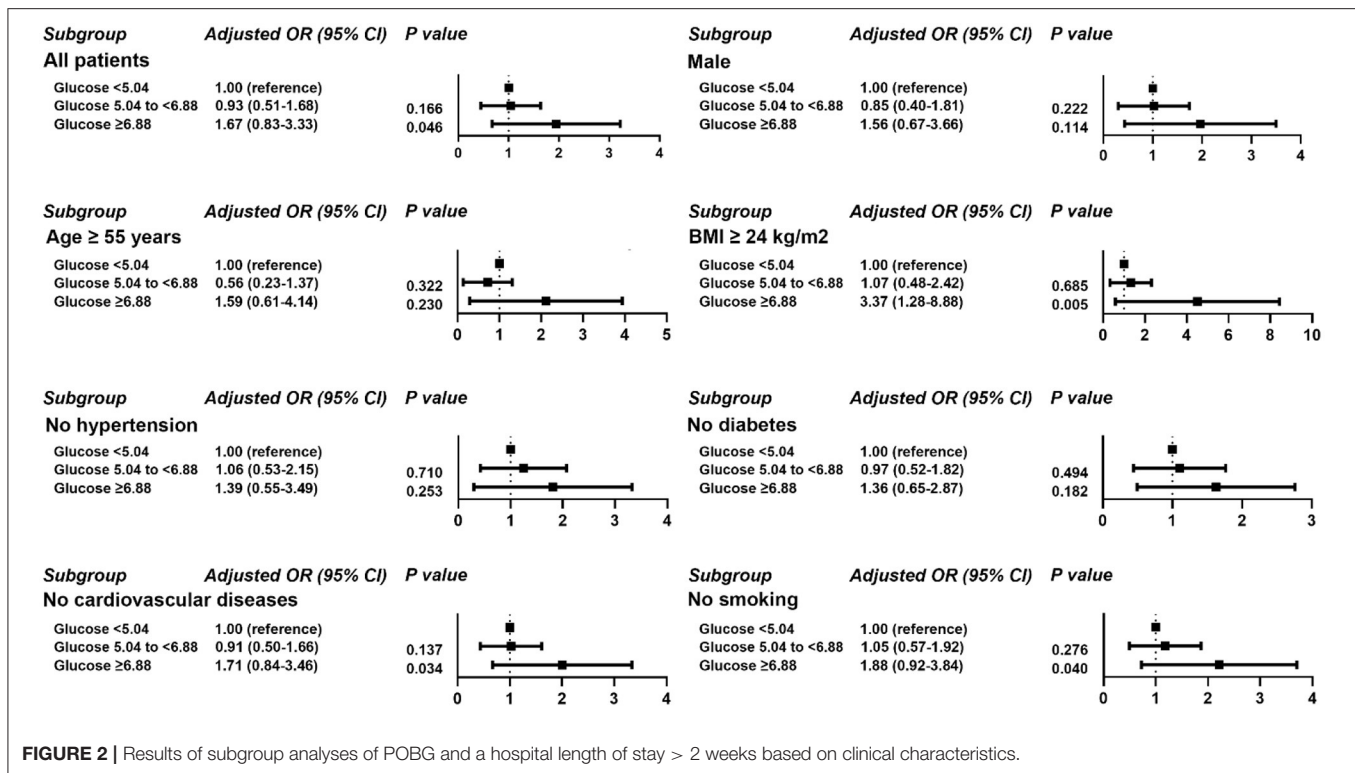 Subgroup Adjusted OR (95% CI) P value
All patients
Glucose <5.04 1.00 (reference)
Glucose 5.04 to <6.88 0.93 (0.51-1.68) 0.166
Glucose ≥6.88 1.67 (0.83-3.33) 0.046
0 1 2 3 4
Subgroup Adjusted OR (95% CI) P value
Male
Glucose <5.04 1.00 (reference)
Glucose 5.04 to <6.88 0.85 (0.40-1.81) 0.222
Glucose ≥6.88 1.56 (0.67-3.66) 0.114
0 1 2 3 4
Subgroup Adjusted OR (95% CI) P value
Age ≥ 55 years
Glucose <5.04 1.00 (reference)
Glucose 5.04 to <6.88 0.56 (0.23-1.37) 0.322
Glucose ≥6.88 1.59 (0.61-4.14) 0.230
0 1 2 3 4 5
Subgroup Adjusted OR (95% CI) P value
BMI ≥ 24 kg/m2
Glucose <5.04 1.00 (reference)
Glucose 5.04 to <6.88 1.07 (0.48-2.42) 0.685
Glucose ≥6.88 3.37 (1.28-8.88) 0.005
0 2 4 6 8 10
Subgroup Adjusted OR (95% CI) P value
No hypertension
Glucose <5.04 1.00 (reference)
Glucose 5.04 to <6.88 1.06 (0.53-2.15) 0.710
Glucose ≥6.88 1.39 (0.55-3.49) 0.253
0 1 2 3 4
Subgroup Adjusted OR (95% CI) P value
No diabetes
Glucose <5.04 1.00 (reference)
Glucose 5.04 to <6.88 0.97 (0.52-1.82) 0.494
Glucose ≥6.88 1.36 (0.65-2.87) 0.182
0 1 2 3
Subgroup Adjusted OR (95% CI) P value
No cardiovascular diseases
Glucose <5.04 1.00 (reference)
Glucose 5.04 to <6.88 0.91 (0.50-1.66) 0.137
Glucose ≥6.88 1.71 (0.84-3.46) 0.034
0 1 2 3 4
Subgroup Adjusted OR (95% CI) P value
No smoking
Glucose <5.04 1.00 (reference)
Glucose 5.04 to <6.88 1.05 (0.57-1.92) 0.276
Glucose ≥6.88 1.88 (0.92-3.84) 0.040
0 1 2 3 4
FIGURE 2 | Results of subgroup analyses of POBG and a hospital length of stay > 2 weeks based on clinical characteristics.